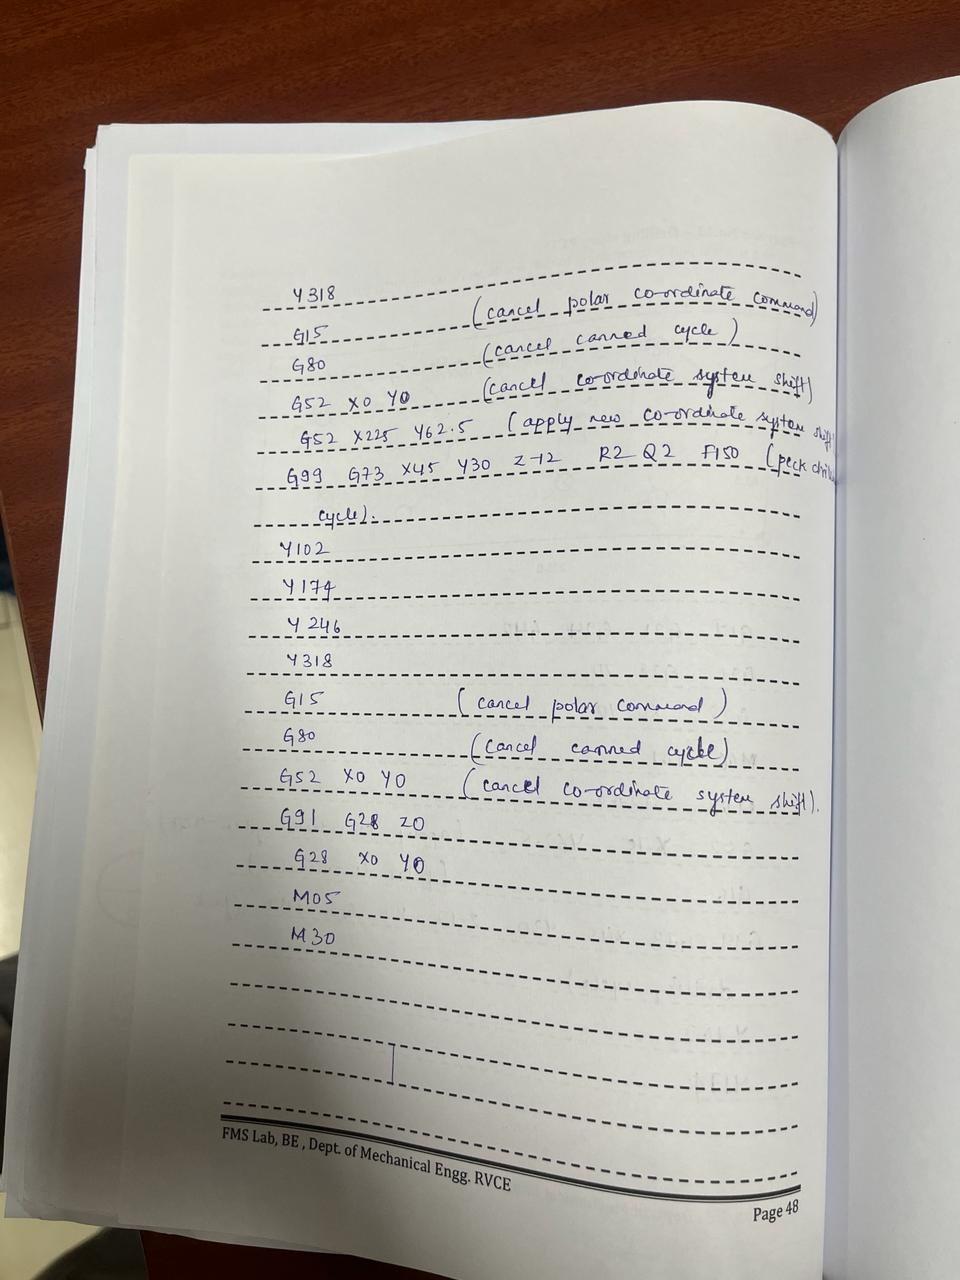 Y318
G15 (cancel polar co-ordinate command)
G80 (cancel canned cycle)
G52 X0 Y0 (cancel co-ordinate system shift)
G52 X225 Y62.5 (apply new co-ordinate system shift
G99 G73 X45 Y30 Z-12 R2 Q2 F150 (peck drill
cycle).
Y102
Y174
Y246
Y318
G15 (cancel polar command)
G80 (cancel canned cycle)
G52 X0 Y0 (cancel co-ordinate system shift).
G91 G28 Z0
G28 X0 Y0
M05
M30
FMS Lab, BE , Dept. of Mechanical Engg. RVCE
Page 48